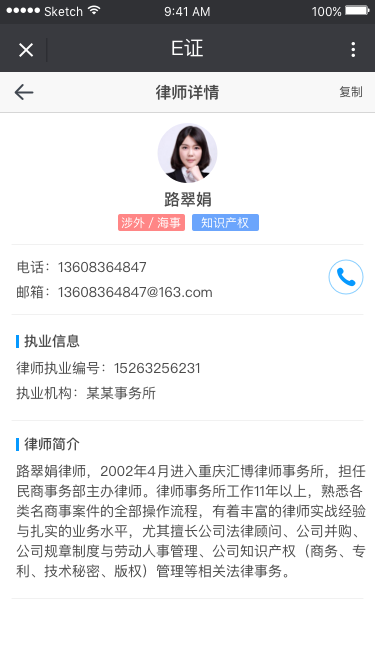 Sketch 9:41 AM 100%
E证
律师详情 复制
路翠娟
涉外 / 海事 知识产权
电话：13608364847
邮箱：13608364847@163.com
执业信息
律师执业编号：15263256231
执业机构：某某事务所
律师简介
路翠娟律师，2002年4月进入重庆汇博律师事务所，担任
民商事务部主办律师。律师事务所工作11年以上，熟悉各
类名商事案件的全部操作流程，有着丰富的律师实战经验
与扎实的业务水平，尤其擅长公司法律顾问、公司并购、
公司规章制度与劳动人事管理、公司知识产权（商务、专
利、技术秘密、版权）管理等相关法律事务。